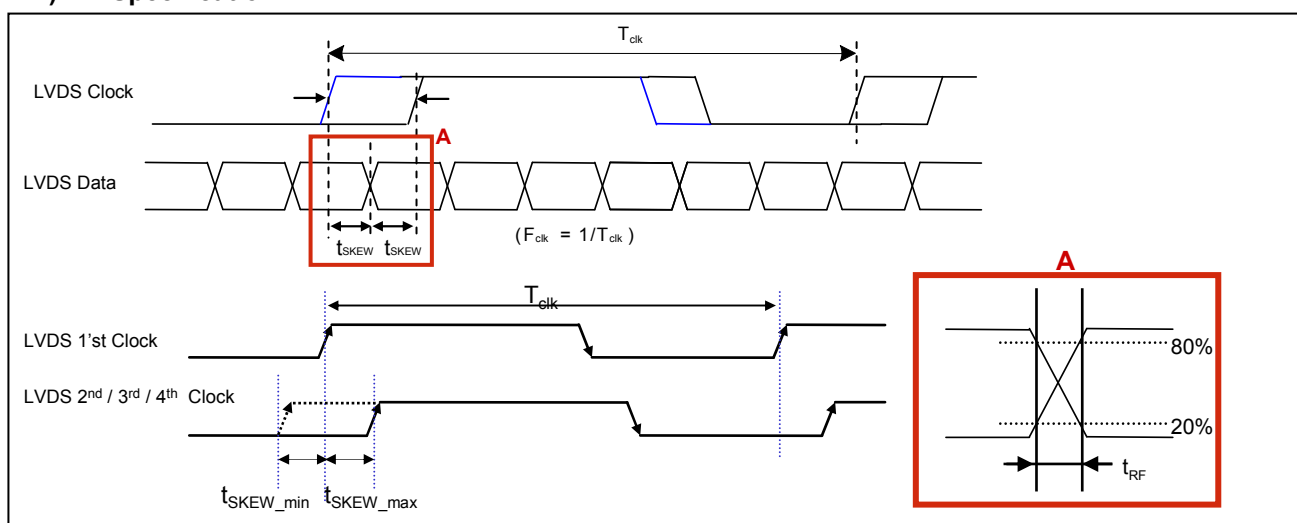 T_clk
LVDS Clock
A
LVDS Data
t_SKEW t_SKEW
( F_clk = 1/T_clk )
A
T_clk
LVDS 1'st Clock
80%
LVDS 2nd / 3rd / 4th Clock
20%
t_RF
t_SKEW_min t_SKEW_max